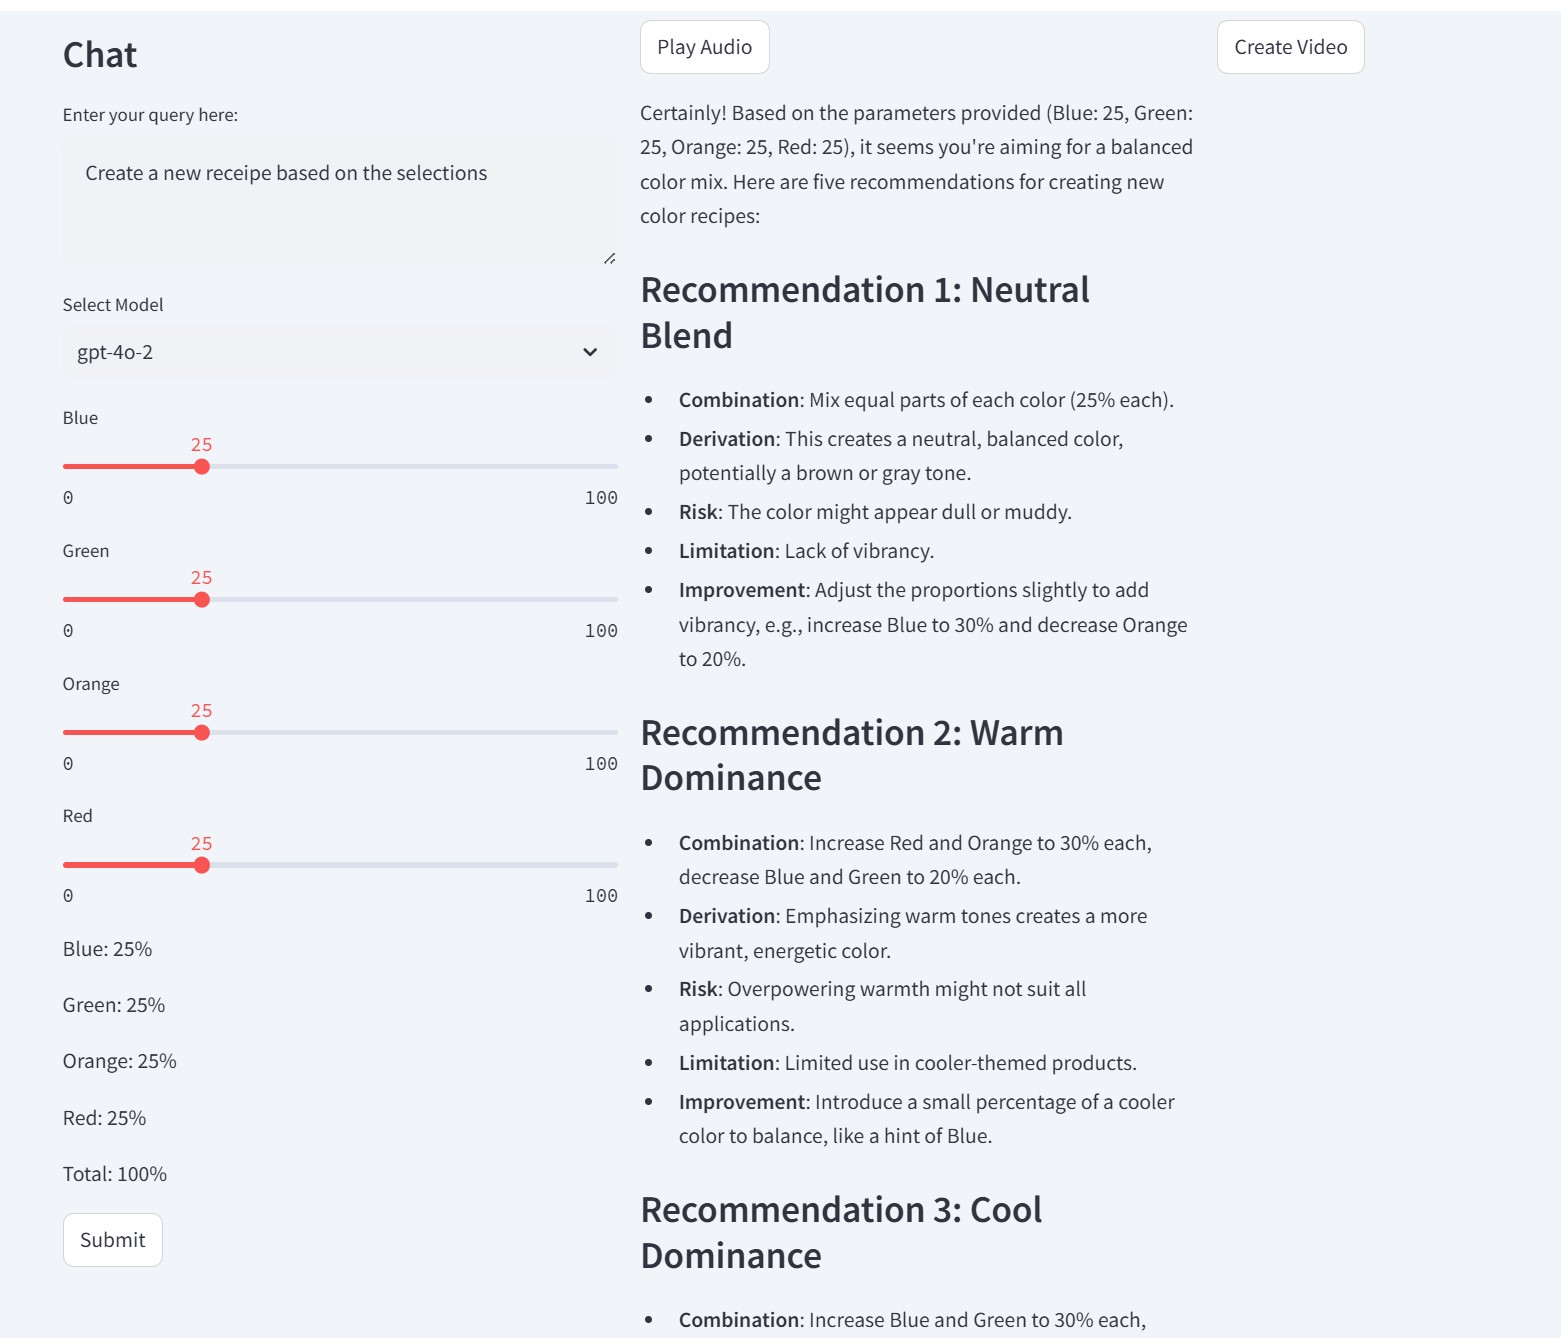 Chat
Enter your query here:
Create a new receipe based on the selections
Select Model
gpt-4o-2
Blue
25
0
100
Green
25
0
100
Orange
25
0
100
Red
25
0
100
Blue: 25%
Green: 25%
Orange: 25%
Red: 25%
Total: 100%
Submit
Play Audio
Certainly! Based on the parameters provided (Blue: 25, Green:
25, Orange: 25, Red: 25), it seems you're aiming for a balanced
color mix. Here are five recommendations for creating new
color recipes:
Recommendation 1: Neutral
Blend
• Combination: Mix equal parts of each color (25% each).
• Derivation: This creates a neutral, balanced color,
potentially a brown or gray tone.
• Risk: The color might appear dull or muddy.
• Limitation: Lack of vibrancy.
• Improvement: Adjust the proportions slightly to add
vibrancy, e.g., increase Blue to 30% and decrease Orange
to 20%.
Recommendation 2: Warm
Dominance
• Combination: Increase Red and Orange to 30% each,
decrease Blue and Green to 20% each.
• Derivation: Emphasizing warm tones creates a more
vibrant, energetic color.
• Risk: Overpowering warmth might not suit all
applications.
• Limitation: Limited use in cooler-themed products.
• Improvement: Introduce a small percentage of a cooler
color to balance, like a hint of Blue.
Recommendation 3: Cool
Dominance
• Combination: Increase Blue and Green to 30% each,
Create Video